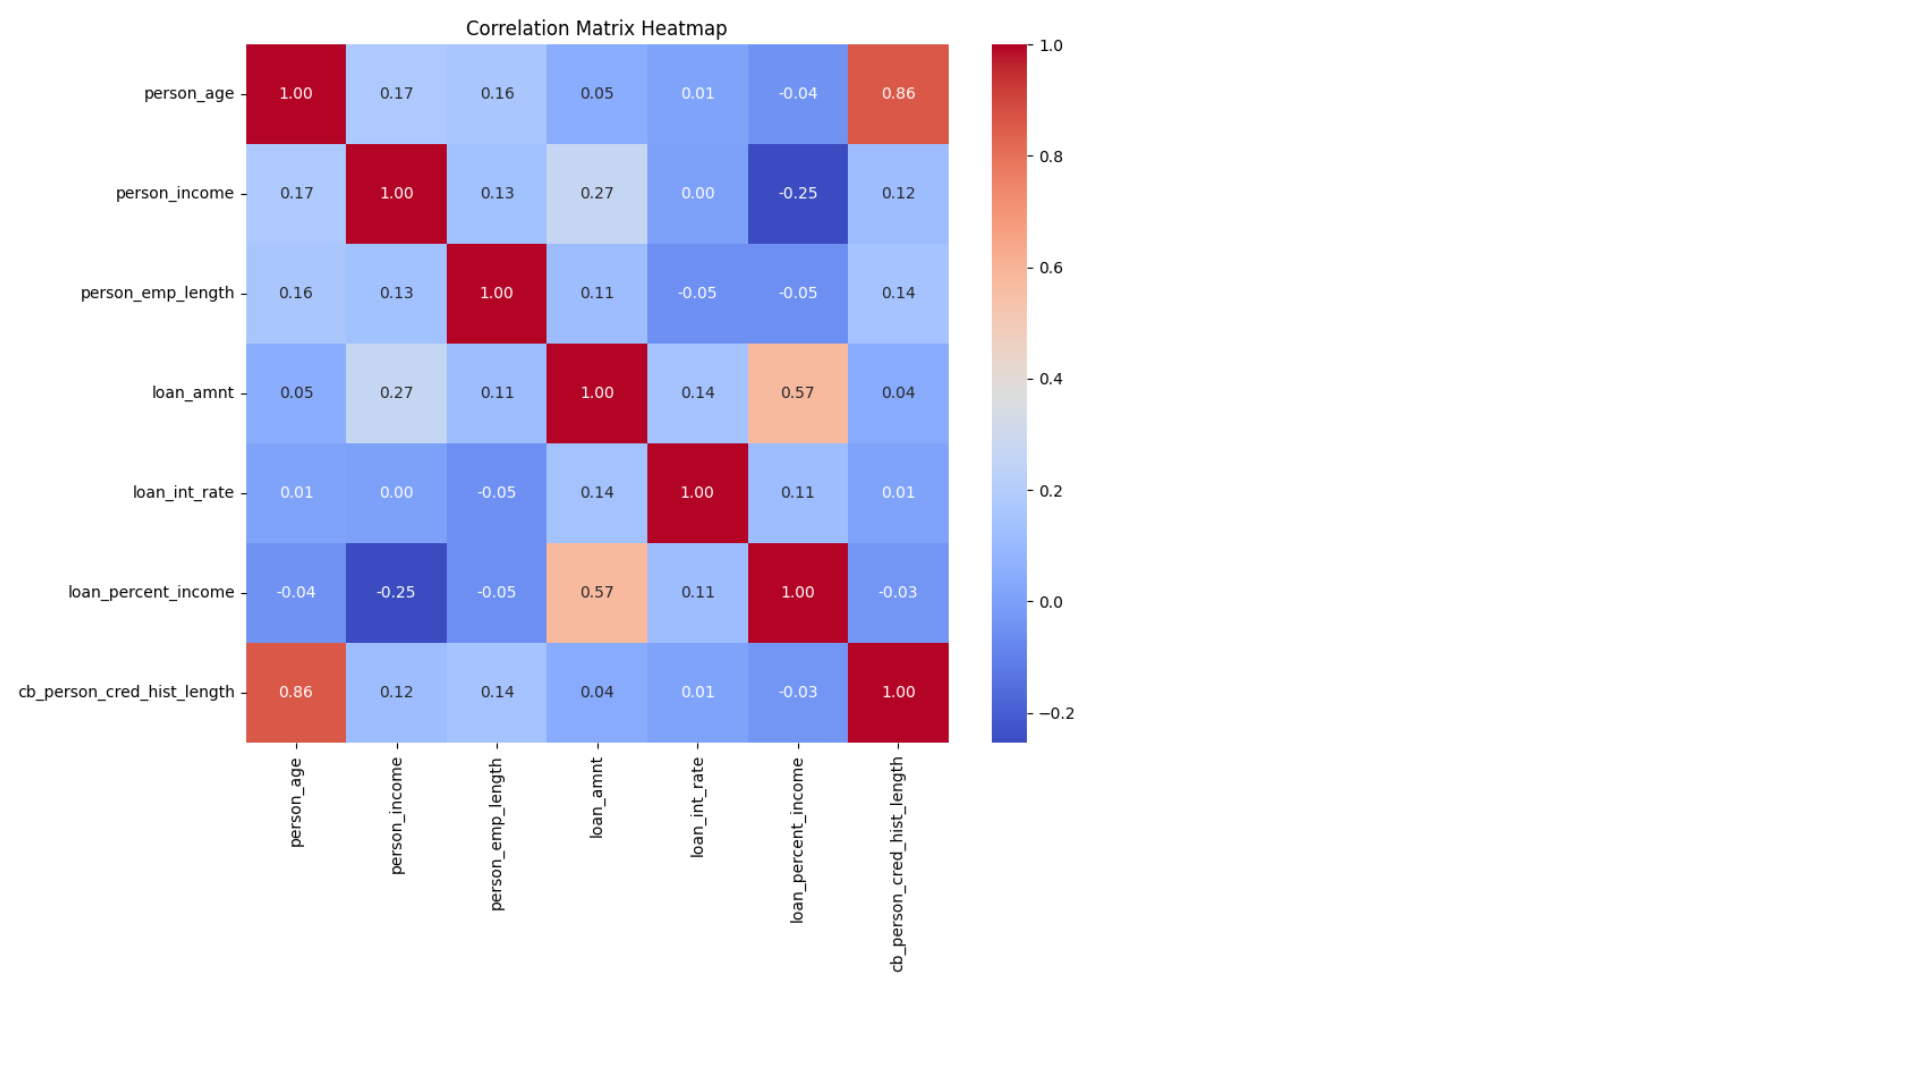 Correlation Matrix Heatmap
person_age 1.00 0.17 0.16 0.05 0.01 -0.04 0.86
person_income 0.17 1.00 0.13 0.27 0.00 -0.25 0.12
person_emp_length 0.16 0.13 1.00 0.11 -0.05 -0.05 0.14
loan_amnt 0.05 0.27 0.11 1.00 0.14 0.57 0.04
loan_int_rate 0.01 0.00 -0.05 0.14 1.00 0.11 0.01
loan_percent_income -0.04 -0.25 -0.05 0.57 0.11 1.00 -0.03
cb_person_cred_hist_length 0.86 0.12 0.14 0.04 0.01 -0.03 1.00
person_age
person_income
person_emp_length
loan_amnt
loan_int_rate
loan_percent_income
cb_person_cred_hist_length
1.0
0.8
0.6
0.4
0.2
0.0
−0.2